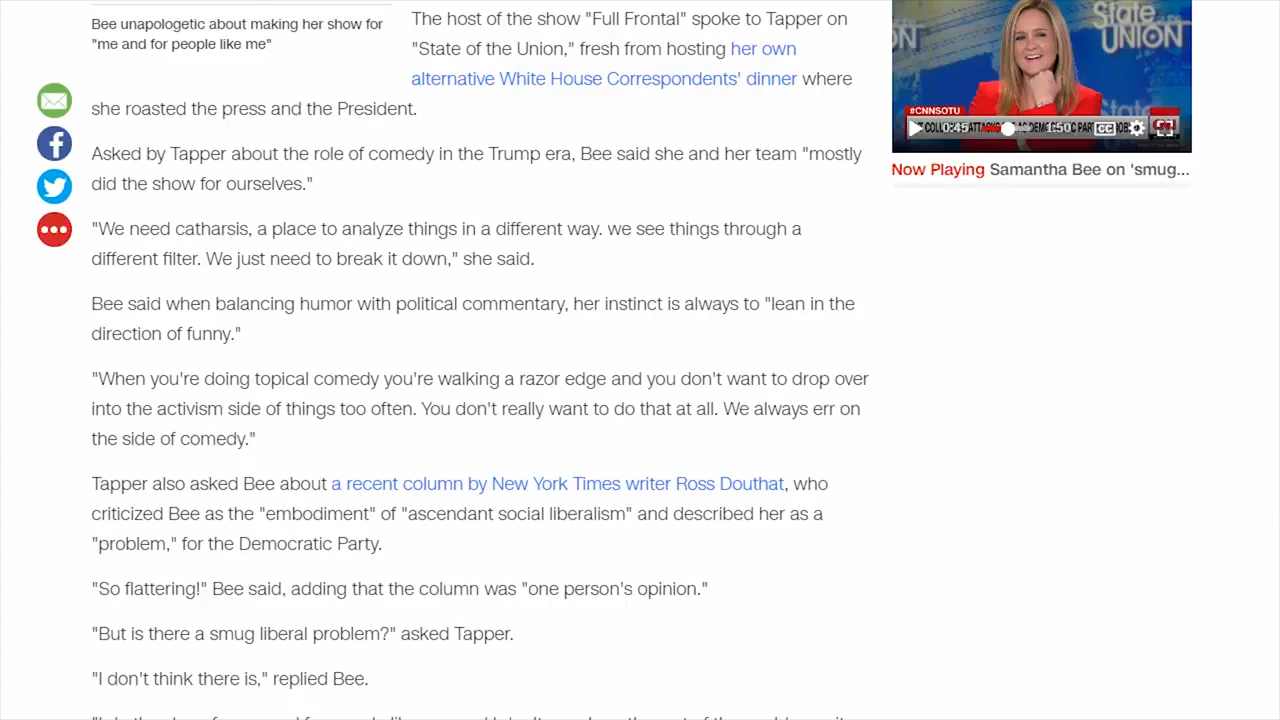 Bee unapologetic about making her show for
"me and for people like me"
The host of the show "Full Frontal" spoke to Tapper on
"State of the Union," fresh from hosting her own
alternative White House Correspondents' dinner where
she roasted the press and the President.
Asked by Tapper about the role of comedy in the Trump era, Bee said she and her team "mostly
did the show for ourselves."
"We need catharsis, a place to analyze things in a different way. we see things through a
different filter. We just need to break it down," she said.
Bee said when balancing humor with political commentary, her instinct is always to "lean in the
direction of funny."
"When you're doing topical comedy you're walking a razor edge and you don't want to drop over
into the activism side of things too often. You don't really want to do that at all. We always err on
the side of comedy."
Tapper also asked Bee about a recent column by New York Times writer Ross Douthat, who
criticized Bee as the "embodiment" of "ascendant social liberalism" and described her as a
"problem," for the Democratic Party.
"So flattering!" Bee said, adding that the column was "one person's opinion."
"But is there a smug liberal problem?" asked Tapper.
"I don't think there is," replied Bee.
State of the
UNION
#CNNSOTU
0:45
1:50
CC
Now Playing Samantha Bee on 'smug...